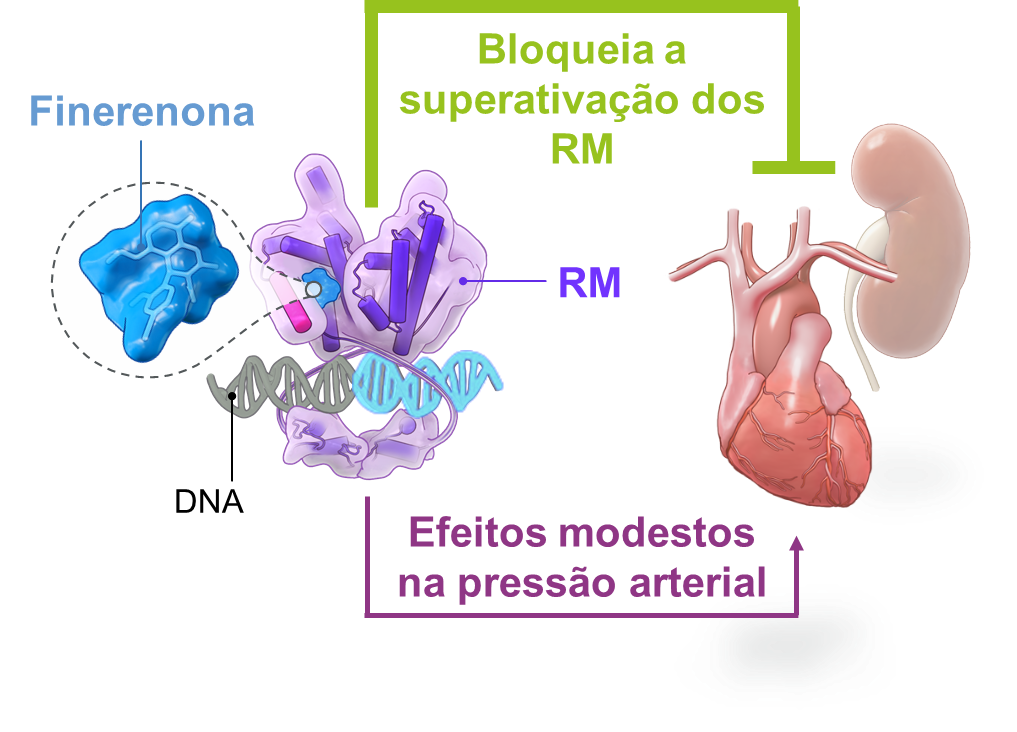 Bloqueia a
superativação dos
RM
Finerenona
RM
DNA
Efeitos modestos
na pressão arterial